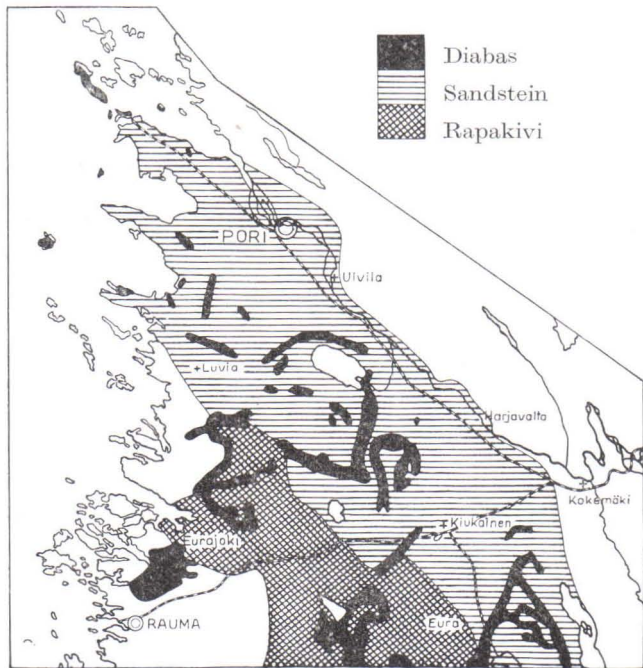 Diabas
Sandstein
Rapakivi
PORI
+Ulvila
+Luvia
Harjavalta
Kokemäki
Kiukainen
Eurajoki
Eura
RAUMA